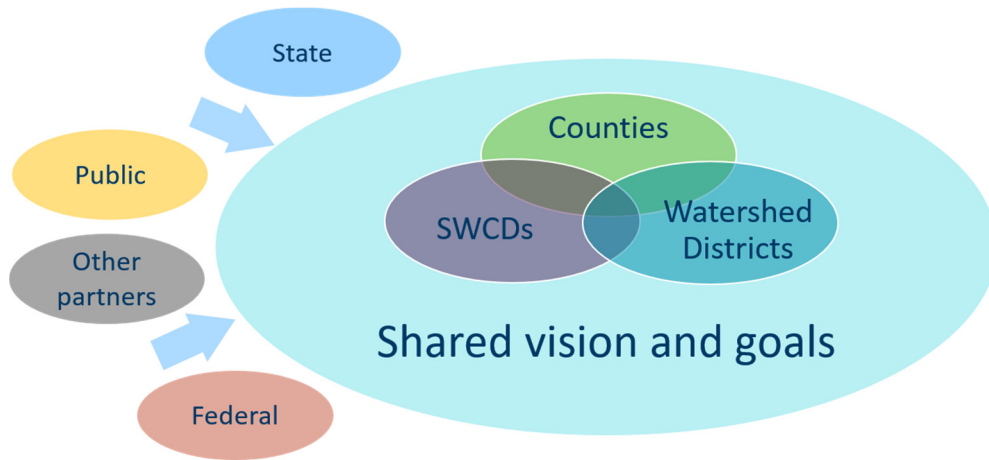 State
Public
Other
partners
Federal
Counties
SWCDs
Watershed
Districts
Shared vision and goals